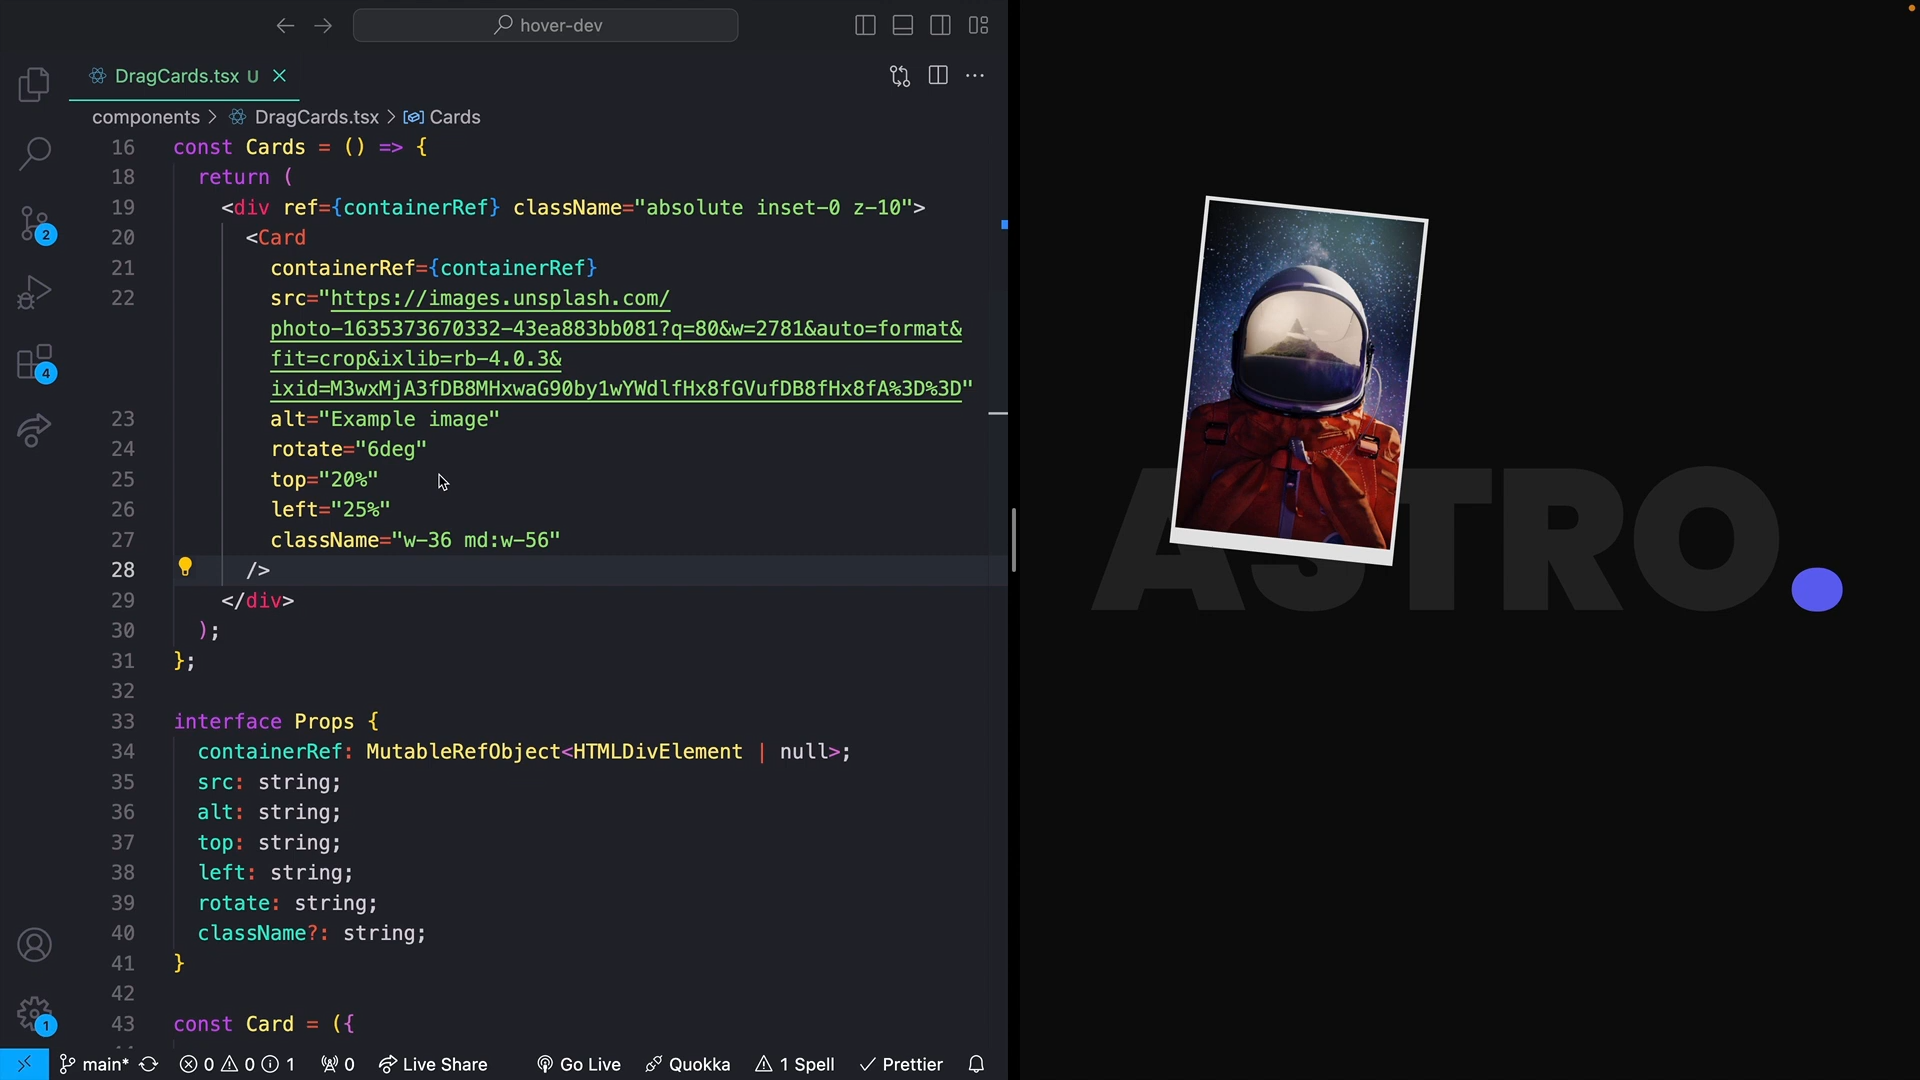 hover-dev
DragCards.tsx U
components > DragCards.tsx > Cards
16 const Cards = () => {
18 return (
19 <div ref={containerRef} className="absolute inset-0 z-10">
20 <Card
21 containerRef={containerRef}
22 src="https://images.unsplash.com/
photo-1635373670332-43ea883bb081?q=80&w=2781&auto=format&
fit=crop&ixlib=rb-4.0.3&
ixid=M3wxMjA3fDB8MHxwaG90by1wYWdlfHx8fGVufDB8fHx8fA%3D%3D"
23 alt="Example image"
24 rotate="6deg"
25 top="20%"
26 left="25%"
27 className="w-36 md:w-56"
28 />
29 </div>
30 );
31 };
32
33 interface Props {
34 containerRef: MutableRefObject<HTMLDivElement | null>;
35 src: string;
36 alt: string;
37 top: string;
38 left: string;
39 rotate: string;
40 className?: string;
41 }
42
43 const Card = ({
2
4
1
main* 0 0 1 0 Live Share Go Live Quokka 1 Spell Prettier
ASTRO